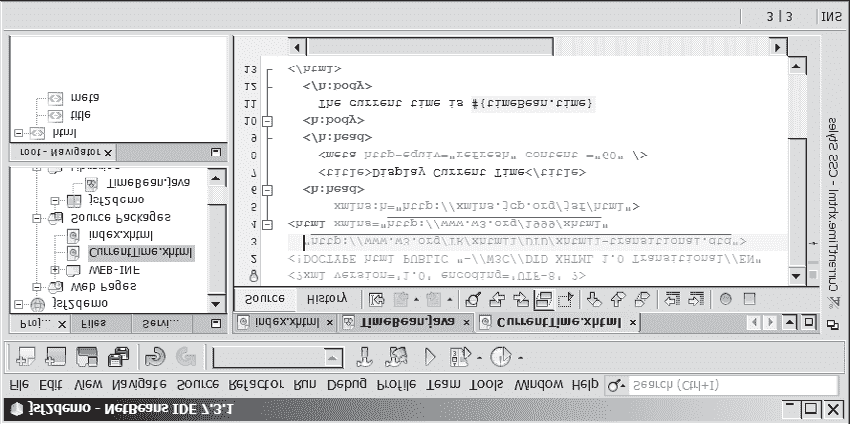 jsf2demo - NetBeans IDE 7.3.1
File Edit View Navigate Source Refactor Run Debug Profile Team Tools Window Help Search (Ctrl+I)
Proj... Files Servi...
jsf2demo
Web Pages
WEB-INF
CurrentTime.xhtml
index.xhtml
Source Packages
jsf2demo
TimeBean.java
root - Navigator
html
title
meta
index.xhtml TimeBean.java CurrentTime.xhtml
Source History
<?xml version='1.0' encoding='UTF-8' ?>
2 <!DOCTYPE html PUBLIC "-//W3C//DTD XHTML 1.0 Transitional//EN"
3 "http://www.w3.org/TR/xhtml1/DTD/xhtml1-transitional.dtd">
4 <html xmlns="http://www.w3.org/1999/xhtml"
5 xmlns:h="http://xmlns.jcp.org/jsf/html">
6 <h:head>
7 <title>Display Current Time</title>
8 <meta http-equiv="refresh" content ="60" />
9 </h:head>
10 <h:body>
11 The current time is #{timeBean.time}
12 </h:body>
13 </html>
CurrentTime.xhtml - CSS Styles
3 | 3 INS